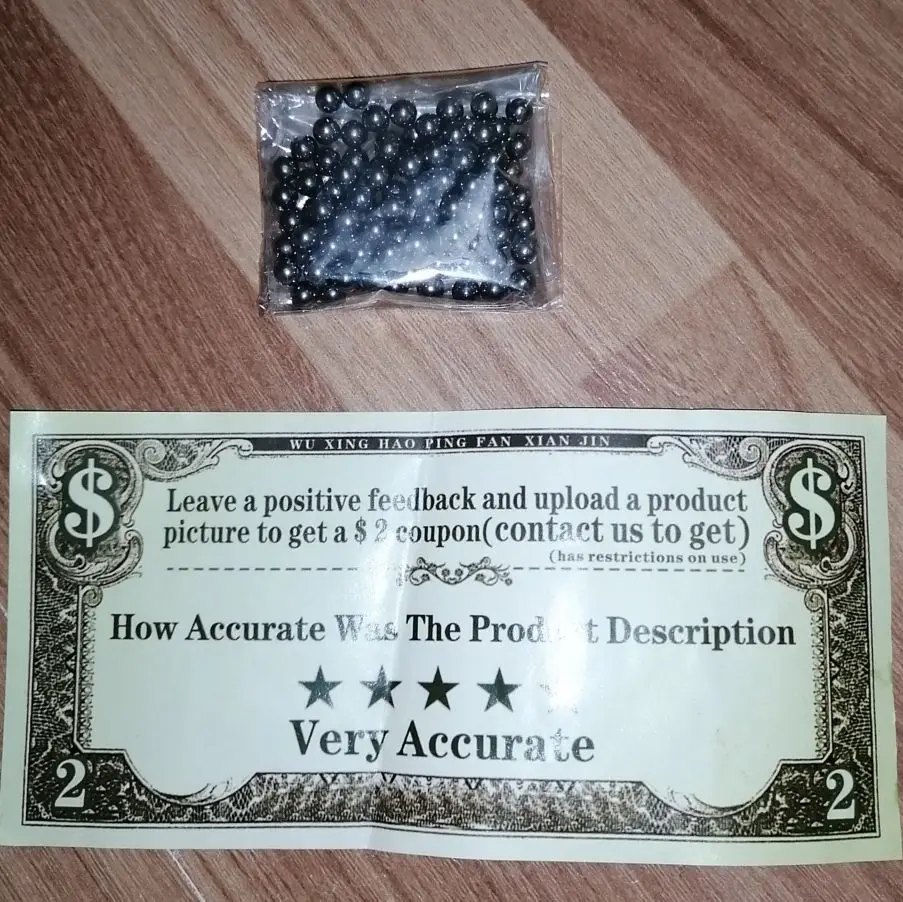 WU XING HAO PING FAN XIAN JIN
$ $
Leave a positive feedback and upload a product
picture to get a $ 2 coupon(contact us to get)
(has restrictions on use)
How Accurate Was The Product Description
Very Accurate
2 2